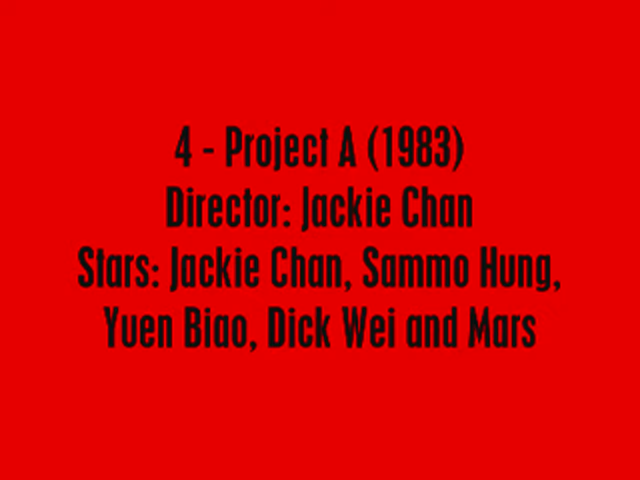 4 - Project A (1983)
Director: Jackie Chan
Stars: Jackie Chan, Sammo Hung,
Yuen Biao, Dick Wei and Mars